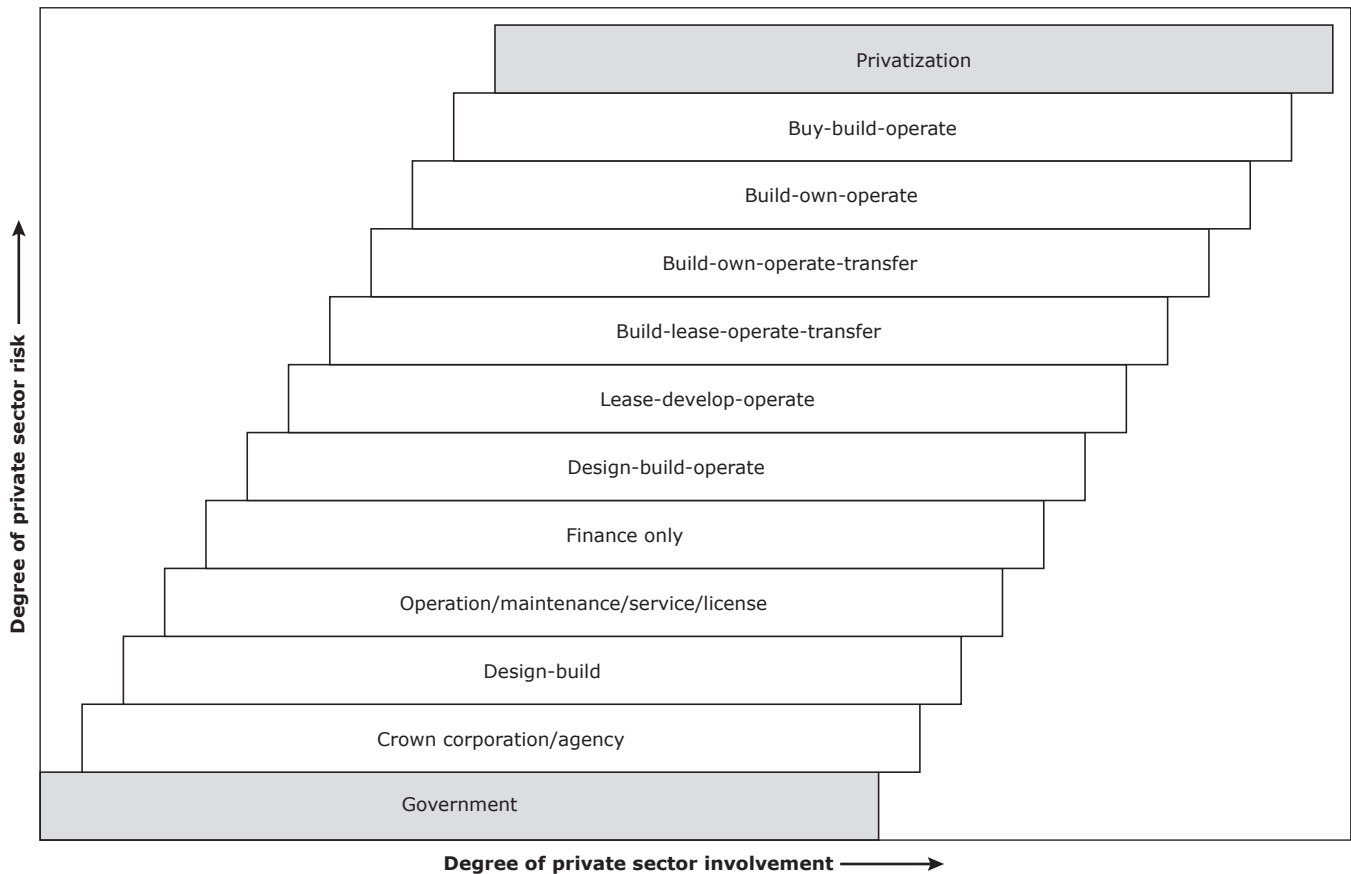 Privatization
Buy-build-operate
Build-own-operate
Build-own-operate-transfer
Build-lease-operate-transfer
Lease-develop-operate
Design-build-operate
Finance only
Operation/maintenance/service/license
Design-build
Crown corporation/agency
Government
Degree of private sector risk
Degree of private sector involvement